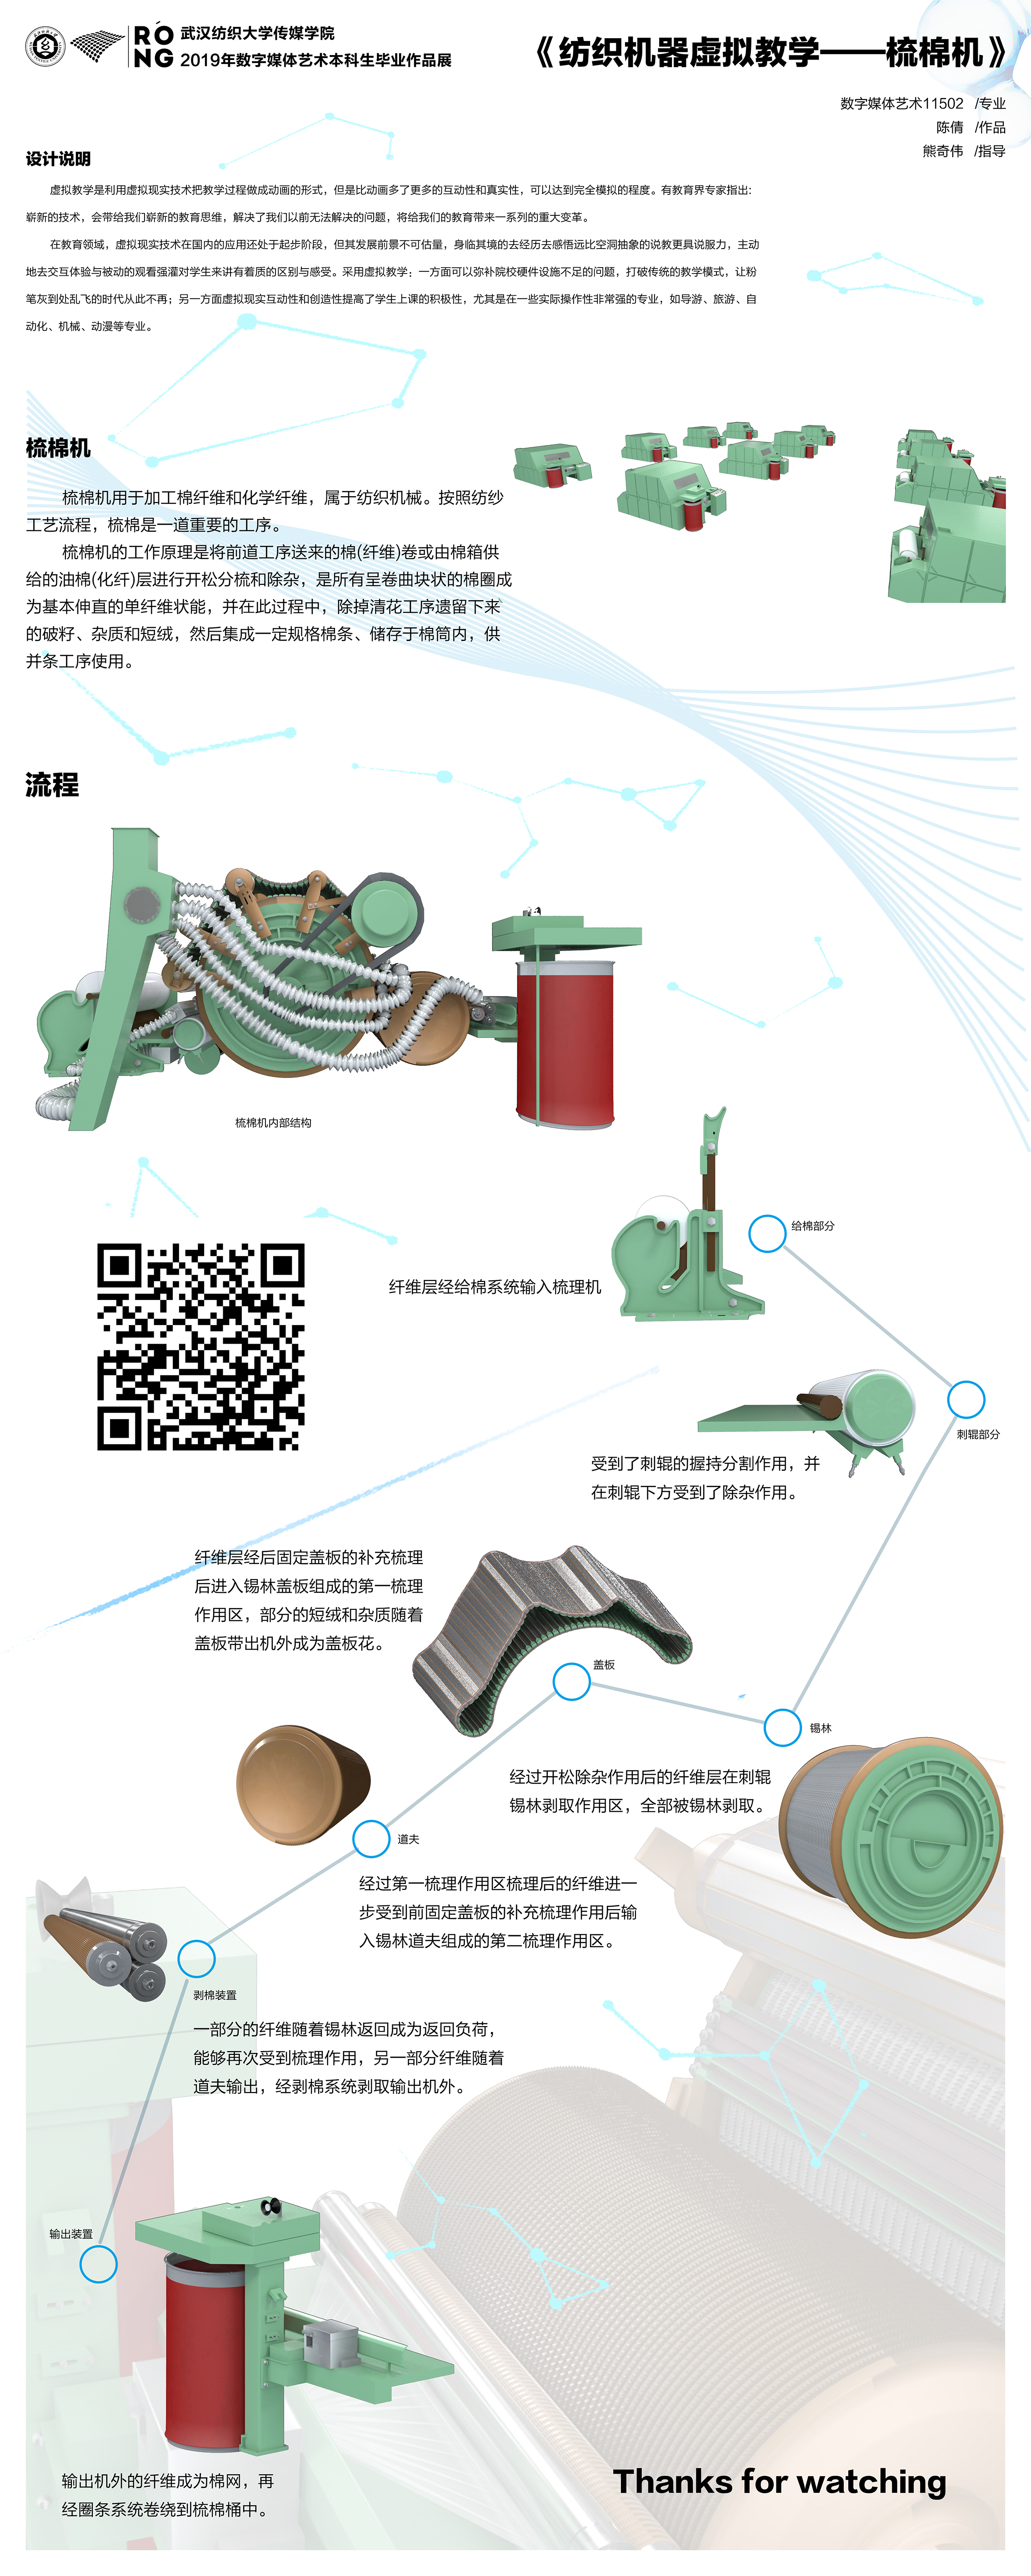 RÓ
NG
武汉纺织大学传媒学院
2019年数字媒体艺术本科生毕业作品展
《纺织机器虚拟教学——梳棉机》
数字媒体艺术11502 /专业
陈倩 /作品
熊奇伟 /指导
设计说明
虚拟教学是利用虚拟现实技术把教学过程做成动画的形式，但是比动画多了更多的互动性和真实性，可以达到完全模拟的程度。有教育界专家指出：
崭新的技术，会带给我们崭新的教育思维，解决了我们以前无法解决的问题，将给我们的教育带来一系列的重大变革。
在教育领域，虚拟现实技术在国内的应用还处于起步阶段，但其发展前景不可估量，身临其境的去经历去感悟远比空洞抽象的说教更具说服力，主动
地去交互体验与被动的观看强灌对学生来讲有着质的区别与感受。采用虚拟教学：一方面可以弥补院校硬件设施不足的问题，打破传统的教学模式，让粉
笔灰到处乱飞的时代从此不再；另一方面虚拟现实互动性和创造性提高了学生上课的积极性，尤其是在一些实际操作性非常强的专业，如导游、旅游、自
动化、机械、动漫等专业。
梳棉机
梳棉机用于加工棉纤维和化学纤维，属于纺织机械。按照纺纱
工艺流程，梳棉是一道重要的工序。
梳棉机的工作原理是将前道工序送来的棉(纤维)卷或由棉箱供
给的油棉(化纤)层进行开松分梳和除杂，是所有呈卷曲块状的棉圈成
为基本伸直的单纤维状能，并在此过程中，除掉清花工序遗留下来
的破籽、杂质和短绒，然后集成一定规格棉条、储存于棉筒内，供
并条工序使用。
流程
梳棉机内部结构
给棉部分
纤维层经给棉系统输入梳理机
刺辊部分
受到了刺辊的握持分割作用，并
在刺辊下方受到了除杂作用。
纤维层经后固定盖板的补充梳理
后进入锡林盖板组成的第一梳理
作用区，部分的短绒和杂质随着
盖板带出机外成为盖板花。
盖板
锡林
经过开松除杂作用后的纤维层在刺辊
锡林剥取作用区，全部被锡林剥取。
道夫
经过第一梳理作用区梳理后的纤维进一
步受到前固定盖板的补充梳理作用后输
入锡林道夫组成的第二梳理作用区。
剥棉装置
一部分的纤维随着锡林返回成为返回负荷，
能够再次受到梳理作用，另一部分纤维随着
道夫输出，经剥棉系统剥取输出机外。
输出装置
输出机外的纤维成为棉网，再
经圈条系统卷绕到梳棉桶中。
Thanks for watching